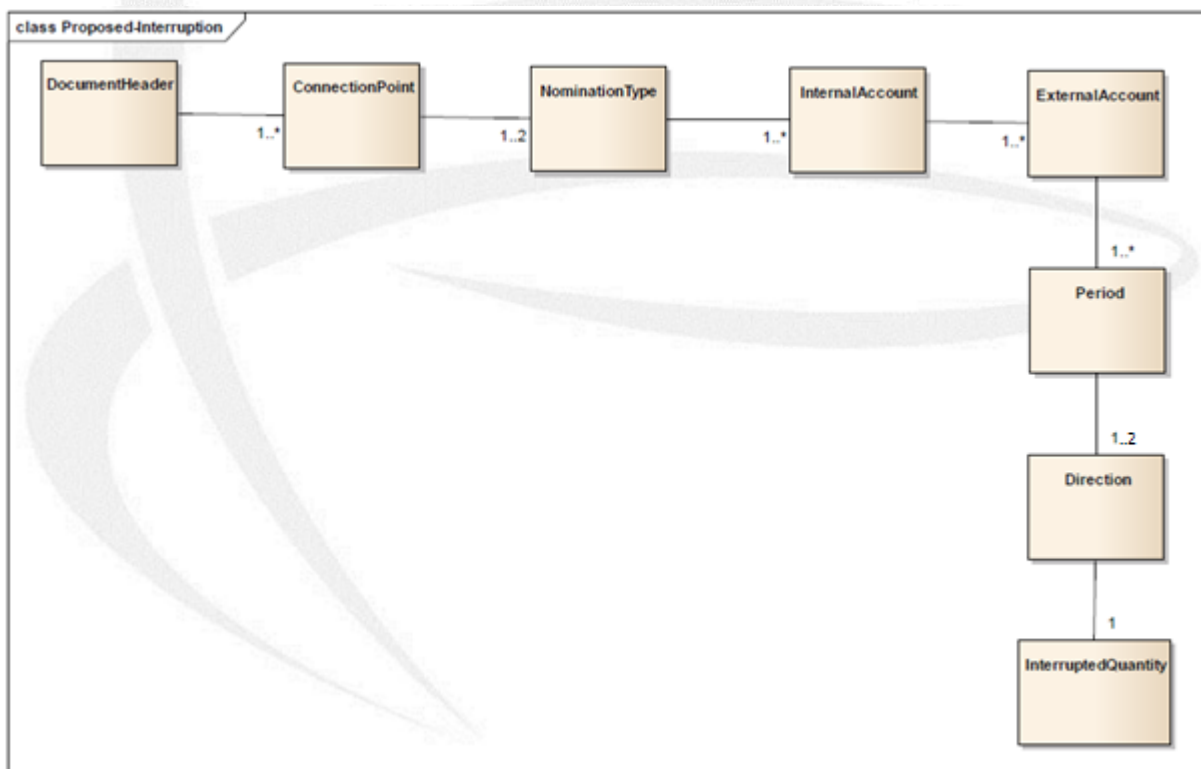 class Proposed-Interruption
DocumentHeader
ConnectionPoint
NominationType
InternalAccount
ExternalAccount
1..*
1..2
1..*
1..*
1..*
Period
1..2
Direction
1
InterruptedQuantity